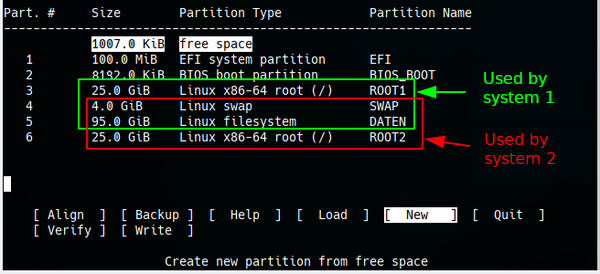 Part. # Size Partition Type Partition Name
----------------------------------------------------------------
1007.0 KiB free space
1 100.0 MiB EFI system partition EFI
2 8192.0 KiB BIOS boot partition BIOS_BOOT
3 25.0 GiB Linux x86-64 root (/) ROOT1
4 4.0 GiB Linux swap SWAP
5 95.0 GiB Linux filesystem DATEN
6 25.0 GiB Linux x86-64 root (/) ROOT2
Used by
system 1
Used by
system 2
[ Align ] [ Backup ] [ Help ] [ Load ] [ New ] [ Quit ]
[ Verify ] [ Write ]
Create new partition from free space